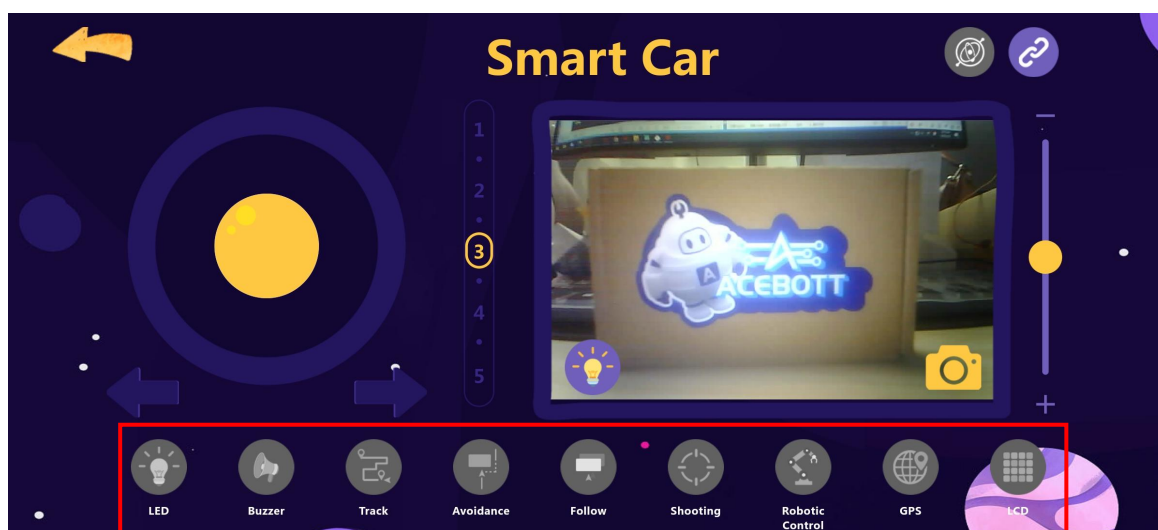 Smart Car
1
2
3
4
5
A
ACEBOTT
LED
Buzzer
Track
Avoidance
Follow
Shooting
Robotic
Control
GPS
LCD